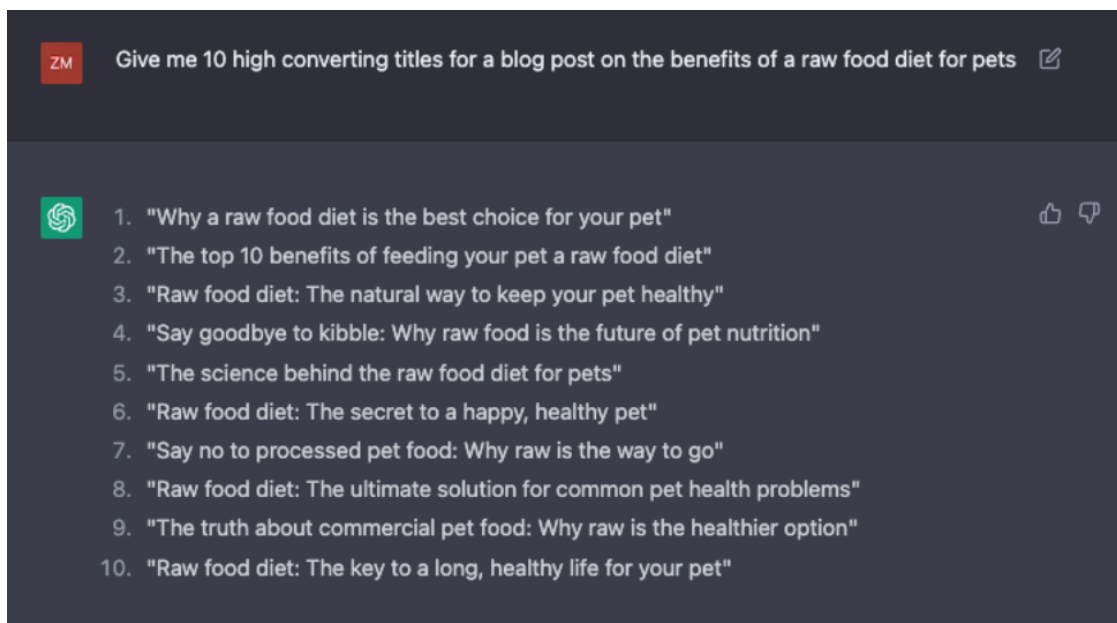 ZM
Give me 10 high converting titles for a blog post on the benefits of a raw food diet for pets
1. "Why a raw food diet is the best choice for your pet"
2. "The top 10 benefits of feeding your pet a raw food diet"
3. "Raw food diet: The natural way to keep your pet healthy"
4. "Say goodbye to kibble: Why raw food is the future of pet nutrition"
5. "The science behind the raw food diet for pets"
6. "Raw food diet: The secret to a happy, healthy pet"
7. "Say no to processed pet food: Why raw is the way to go"
8. "Raw food diet: The ultimate solution for common pet health problems"
9. "The truth about commercial pet food: Why raw is the healthier option"
10. "Raw food diet: The key to a long, healthy life for your pet"